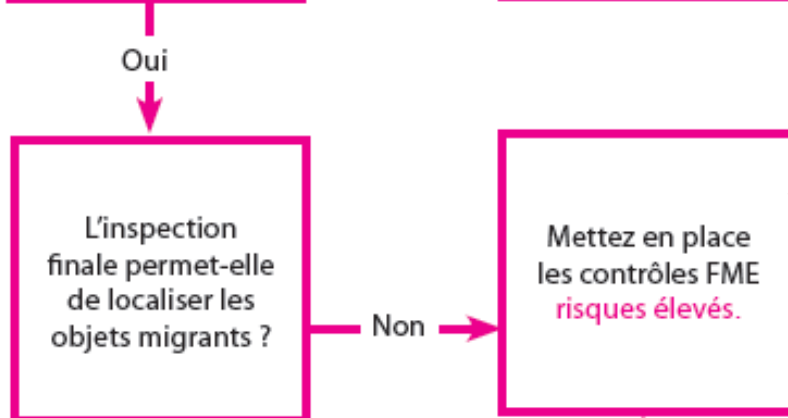 Oui
L'inspection
finale permet-elle
de localiser les
objets migrants ?
Non
Mettez en place
les contrôles FME
risques élevés.